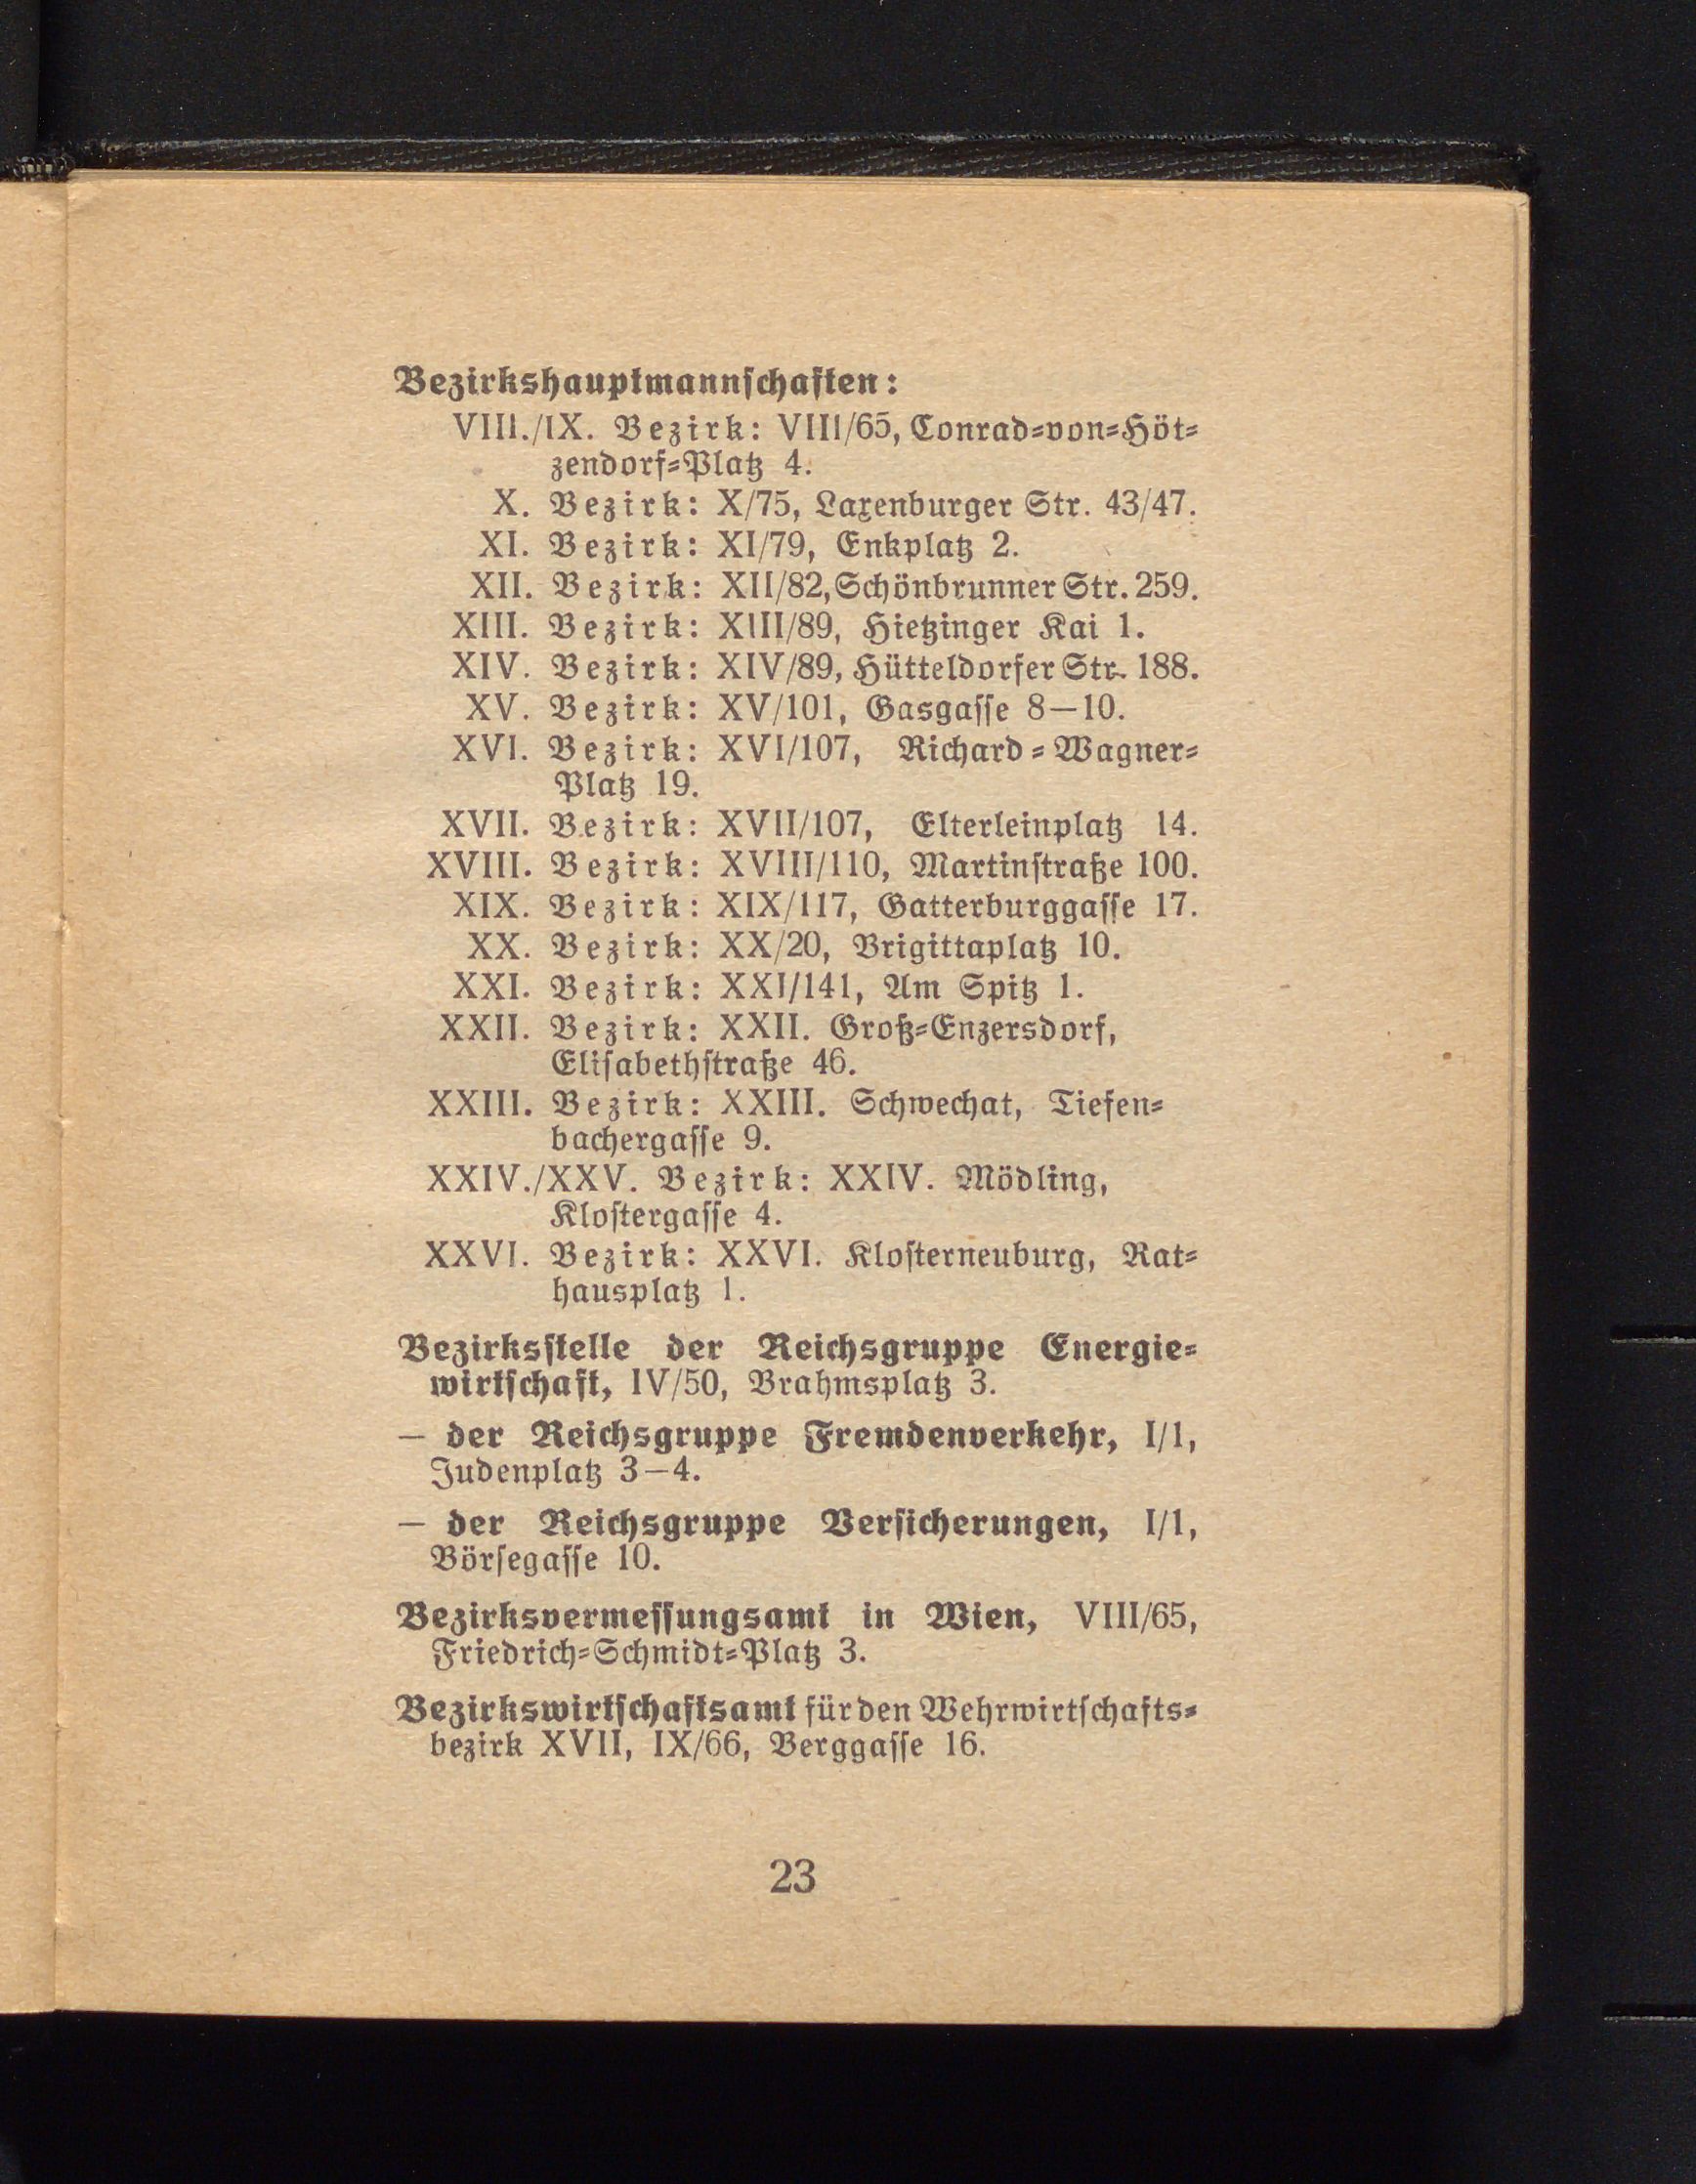 Bezirkshauptmannschaften:
VIII./IX. Bezirk: VIII/65, Conrad-von-Höt-
zendorf-Platz 4.
X. Bezirk: X/75, Laxenburger Str. 43/47.
XI. Bezirk: XI/79, Enkplatz 2.
XII. Bezirk: XII/82, Schönbrunner Str. 259.
XIII. Bezirk: XIII/89, Hietzinger Kai 1.
XIV. Bezirk: XIV/89, Hütteldorfer Str. 188.
XV. Bezirk: XV/101, Gasgasse 8—10.
XVI. Bezirk: XVI/107, Richard-Wagner-
Platz 19.
XVII. Bezirk: XVII/107, Elterleinplatz 14.
XVIII. Bezirk: XVIII/110, Martinstraße 100.
XIX. Bezirk: XIX/117, Gatterburggasse 17.
XX. Bezirk: XX/20, Brigittaplatz 10.
XXI. Bezirk: XXI/141, Am Spitz 1.
XXII. Bezirk: XXII. Groß-Enzersdorf,
Elisabethstraße 46.
XXIII. Bezirk: XXIII. Schwechat, Tiefen-
bachergasse 9.
XXIV./XXV. Bezirk: XXIV. Mödling,
Klostergasse 4.
XXVI. Bezirk: XXVI. Klosterneuburg, Rat-
hausplatz 1.
Bezirksstelle der Reichsgruppe Energie-
wirtschaft, IV/50, Brahmsplatz 3.
— der Reichsgruppe Fremdenverkehr, I/1,
Judenplatz 3—4.
— der Reichsgruppe Versicherungen, I/1,
Börsegasse 10.
Bezirksvermessungsamt in Wien, VIII/65,
Friedrich-Schmidt-Platz 3.
Bezirkswirtschaftsamt für den Wehrwirtschafts-
bezirk XVII, IX/66, Berggasse 16.
23